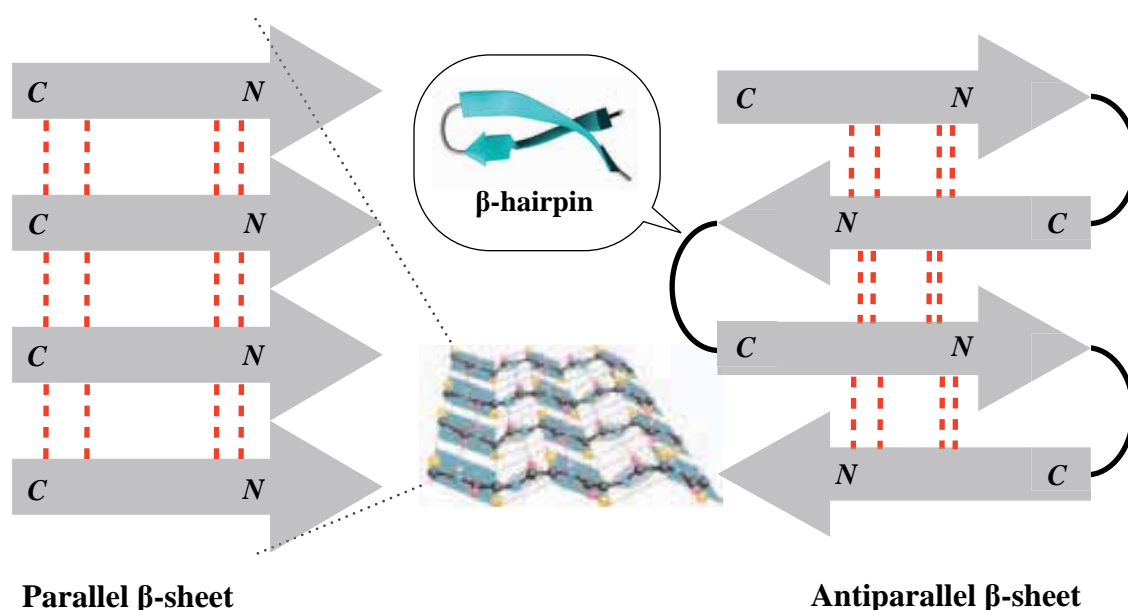 C N
C N
C N
C N
β-hairpin
C N
N C
C N
N C
Parallel β-sheet
Antiparallel β-sheet